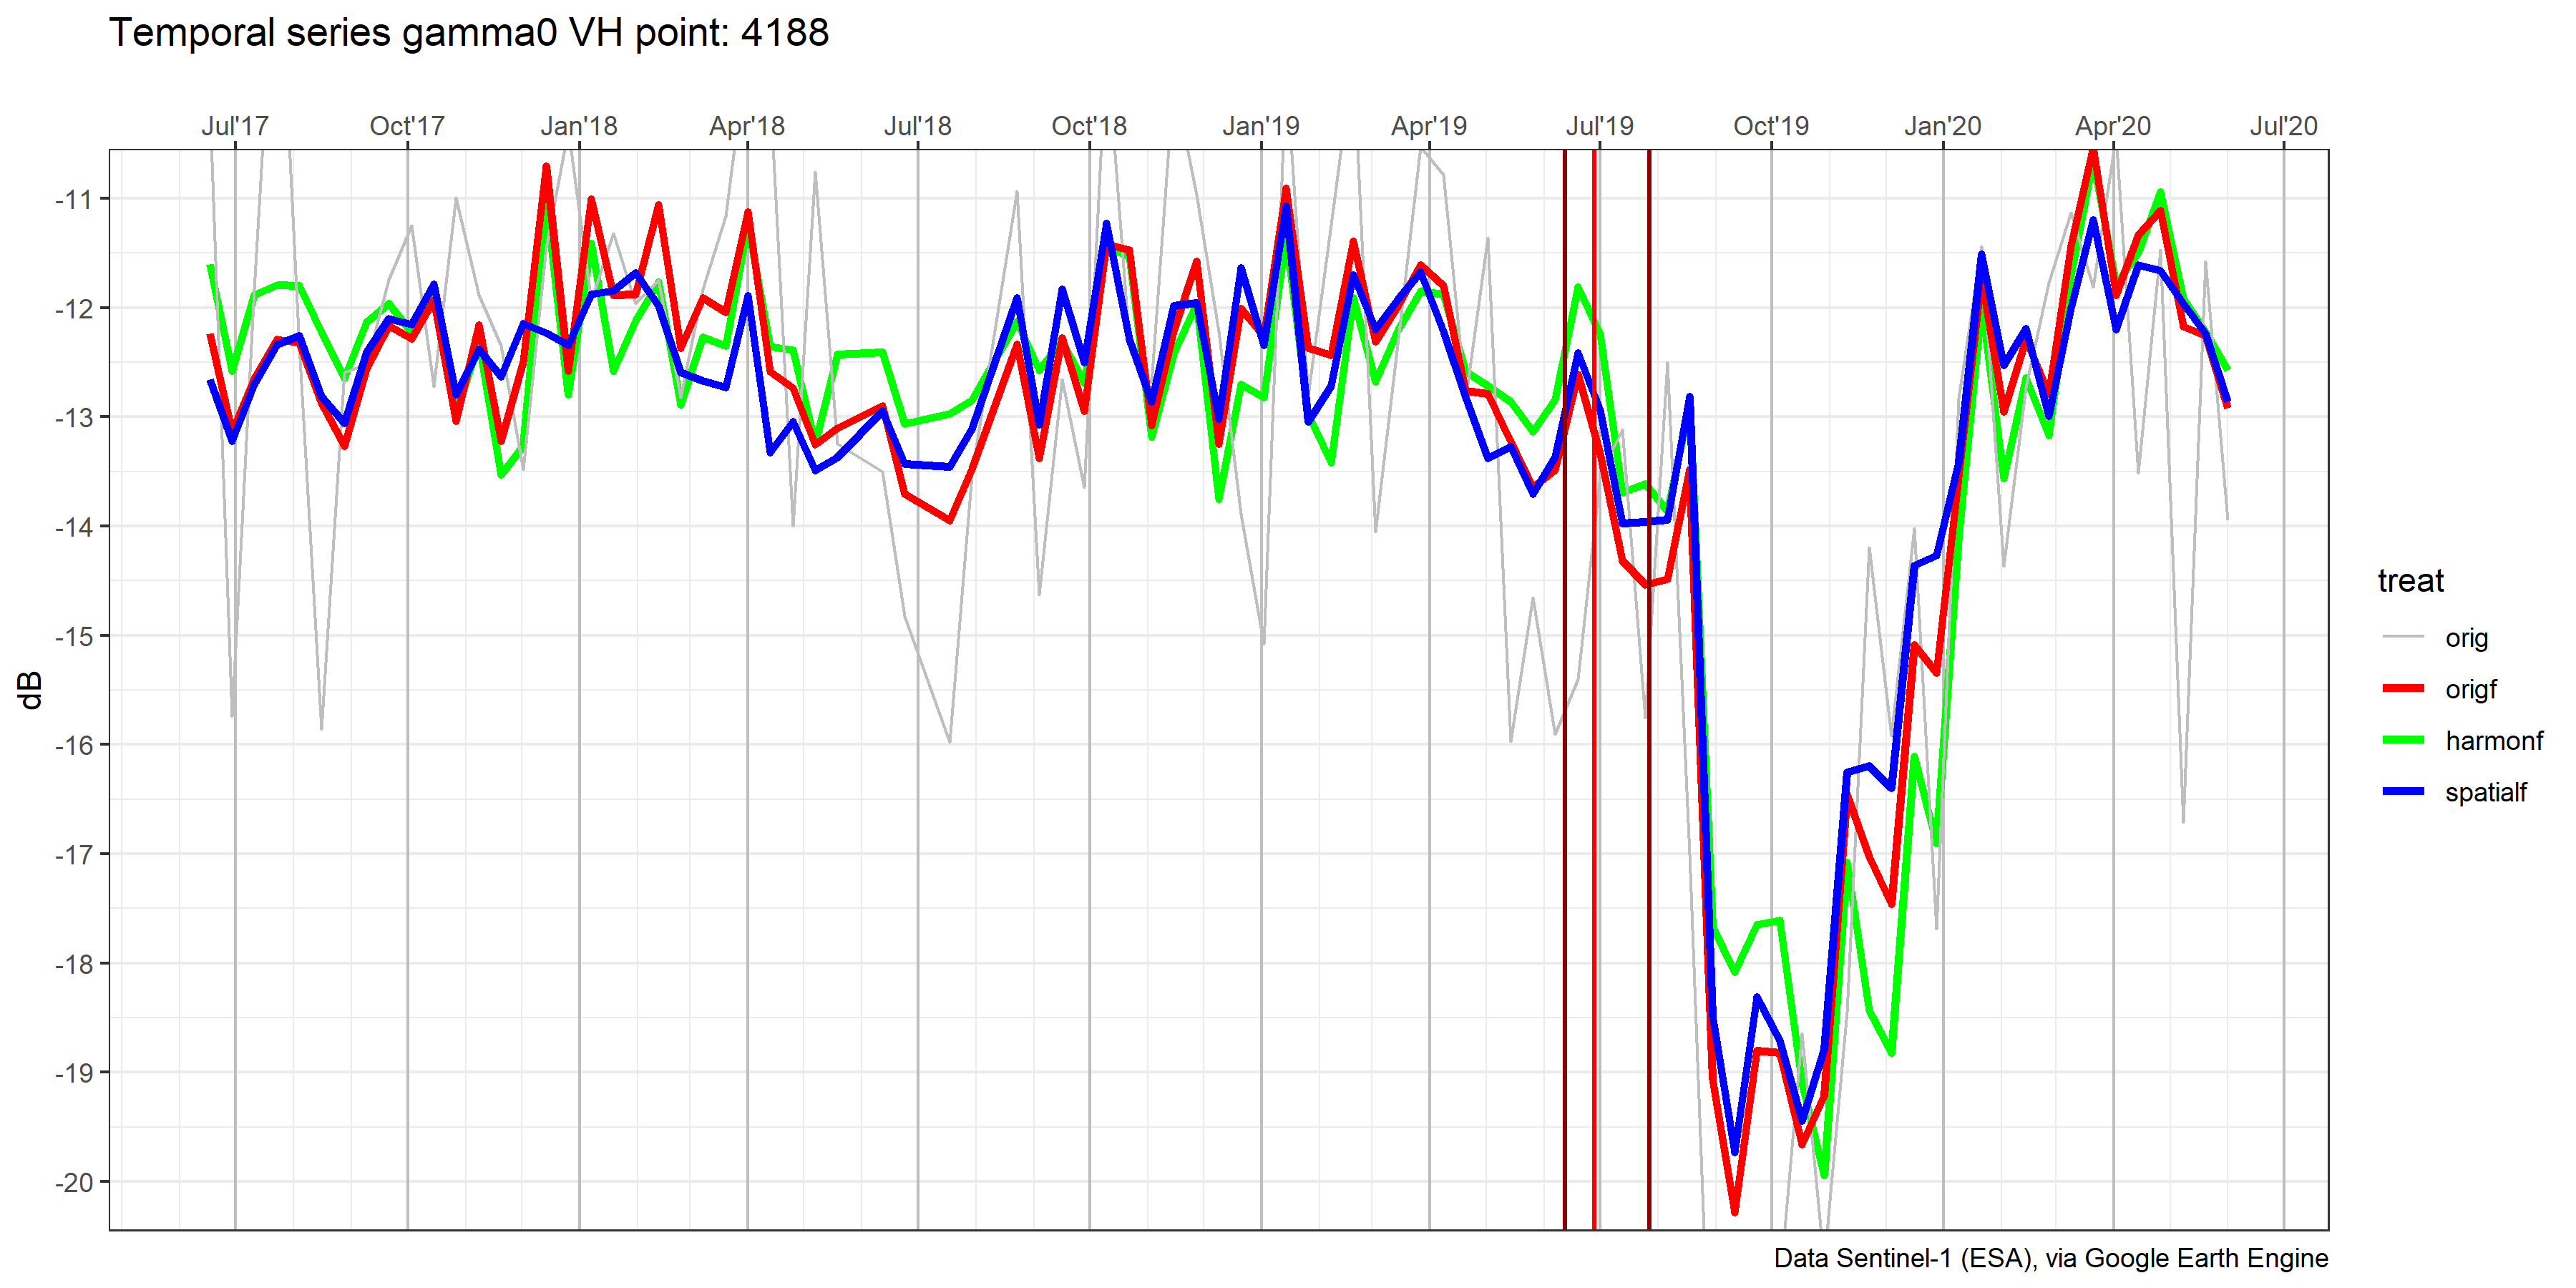 Temporal series gamma0 VH point: 4188
Jul'17 Oct'17 Jan'18 Apr'18 Jul'18 Oct'18 Jan'19 Apr'19 Jul'19 Oct'19 Jan'20 Apr'20 Jul'20
-11
-12
-13
-14
-15
-16
-17
-18
-19
-20
dB
treat
orig
origf
harmonf
spatialf
Data Sentinel-1 (ESA), via Google Earth Engine